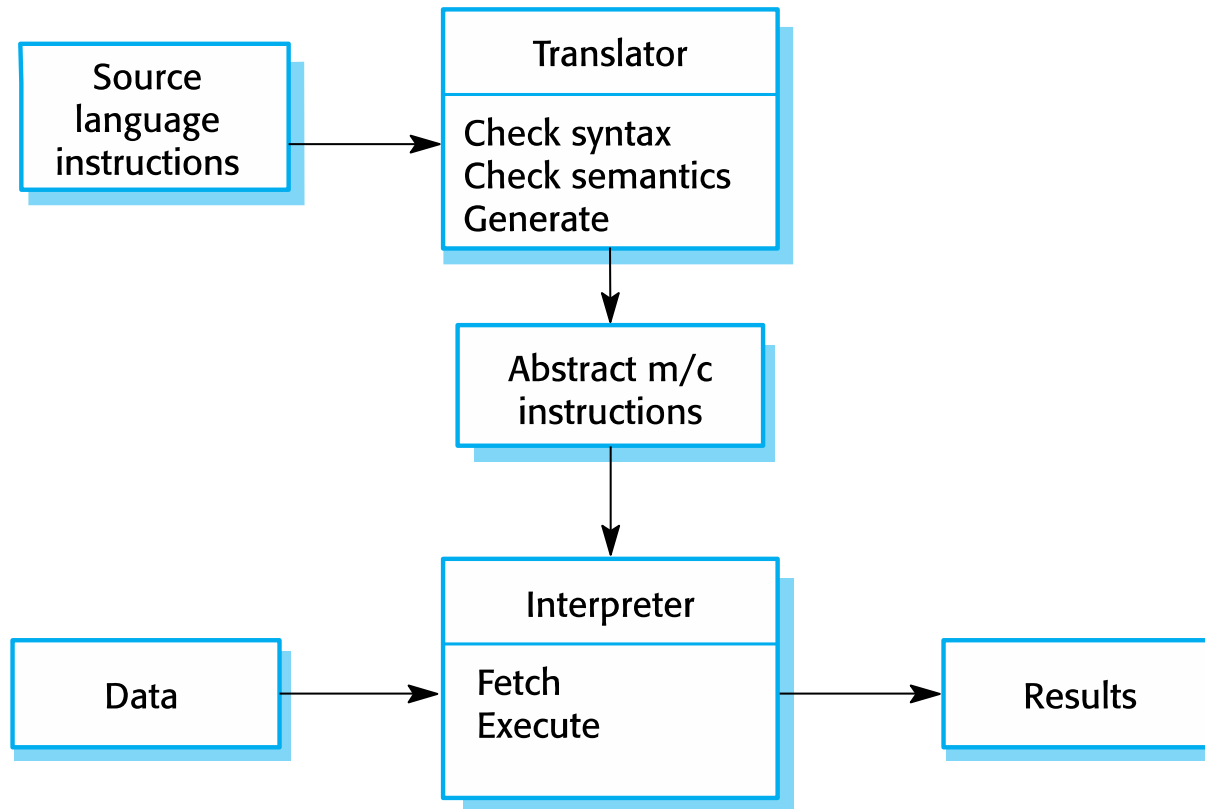 Source
language
instructions
Translator
Check syntax
Check semantics
Generate
Abstract m/c
instructions
Interpreter
Data
Fetch
Execute
Results